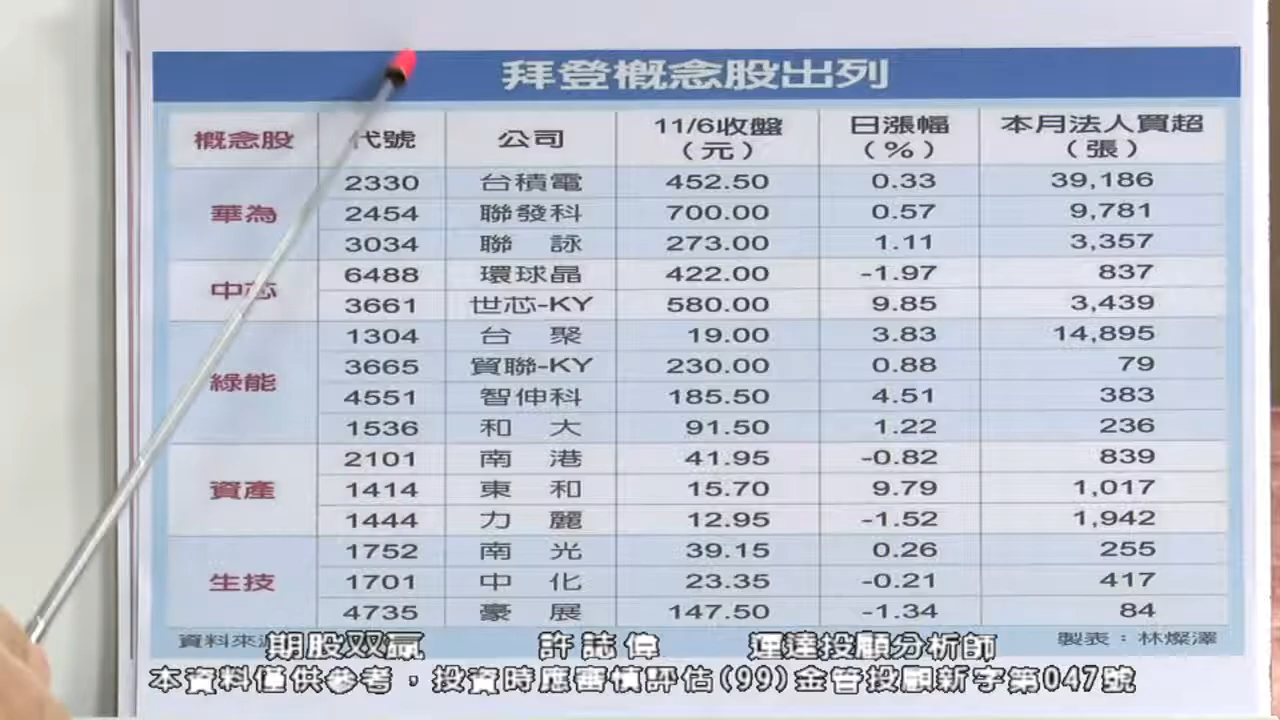 拜登概念股出列
概念股 代號 公司 11/6收盤(元) 日漲幅(%) 本月法人買超(張)
華為 2330 台積電 452.50 0.33 39,186
2454 聯發科 700.00 0.57 9,781
3034 聯詠 273.00 1.11 3,357
中芯 6488 環球晶 422.00 -1.97 837
3661 世芯-KY 580.00 9.85 3,439
綠能 1304 台聚 19.00 3.83 14,895
3665 貿聯-KY 230.00 0.88 79
4551 智伸科 185.50 4.51 383
1536 和大 91.50 1.22 236
資產 2101 南港 41.95 -0.82 839
1414 東和 15.70 9.79 1,017
1444 力麗 12.95 -1.52 1,942
生技 1752 南光 39.15 0.26 255
1701 中化 23.35 -0.21 417
4735 豪展 147.50 -1.34 84
資料來 製表：林燦澤
期股双贏 許誌偉 運達投顧分析師
本資料僅供參考，投資時應審慎評估(99)金管投顧新字第047號